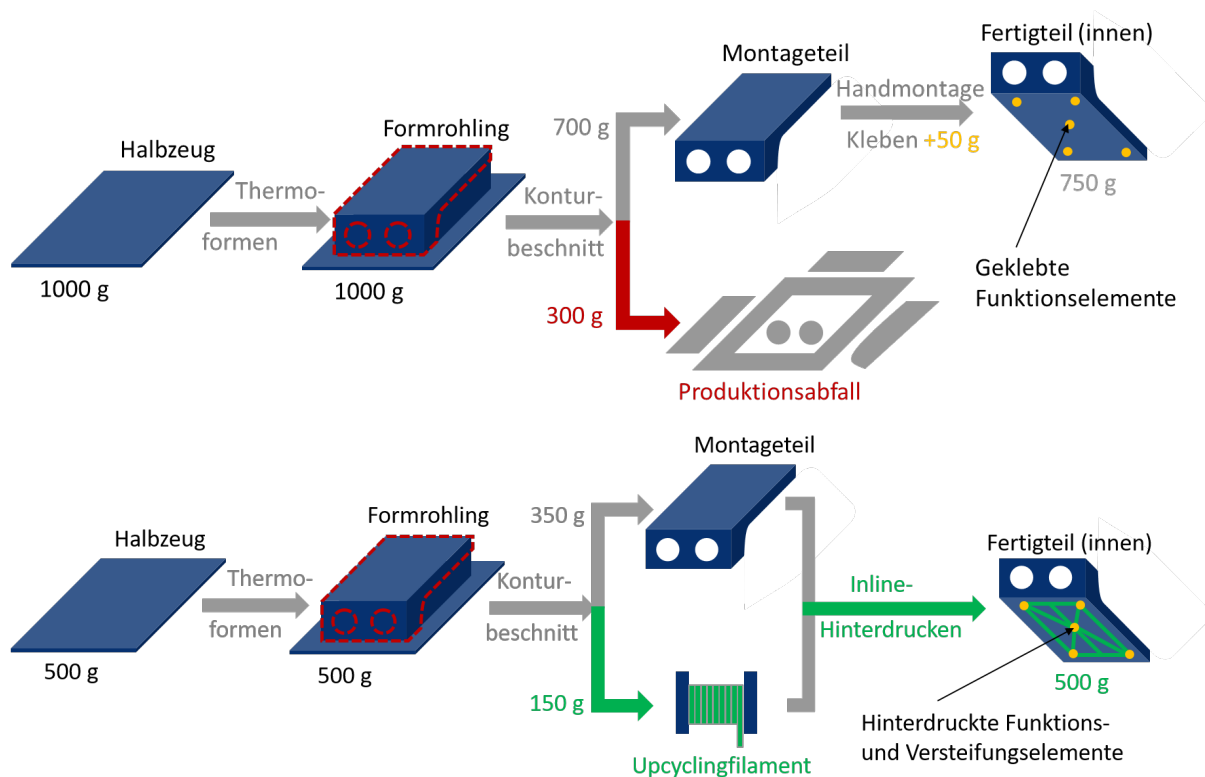 Fertigteil (innen)
Montageteil
Handmontage
Kleben +50 g
700 g
Formrohling
Halbzeug
Thermo-
formen
Kontur-
beschnitt
750 g
1000 g
1000 g
300 g
Geklebte
Funktionselemente
Produktionsabfall
Montageteil
350 g
Formrohling
Halbzeug
Fertigteil (innen)
Thermo-
formen
Kontur-
beschnitt
Inline-
Hinterdrucken
500 g
500 g
500 g
150 g
Hinterdruckte Funktions-
und Versteifungselemente
Upcyclingfilament